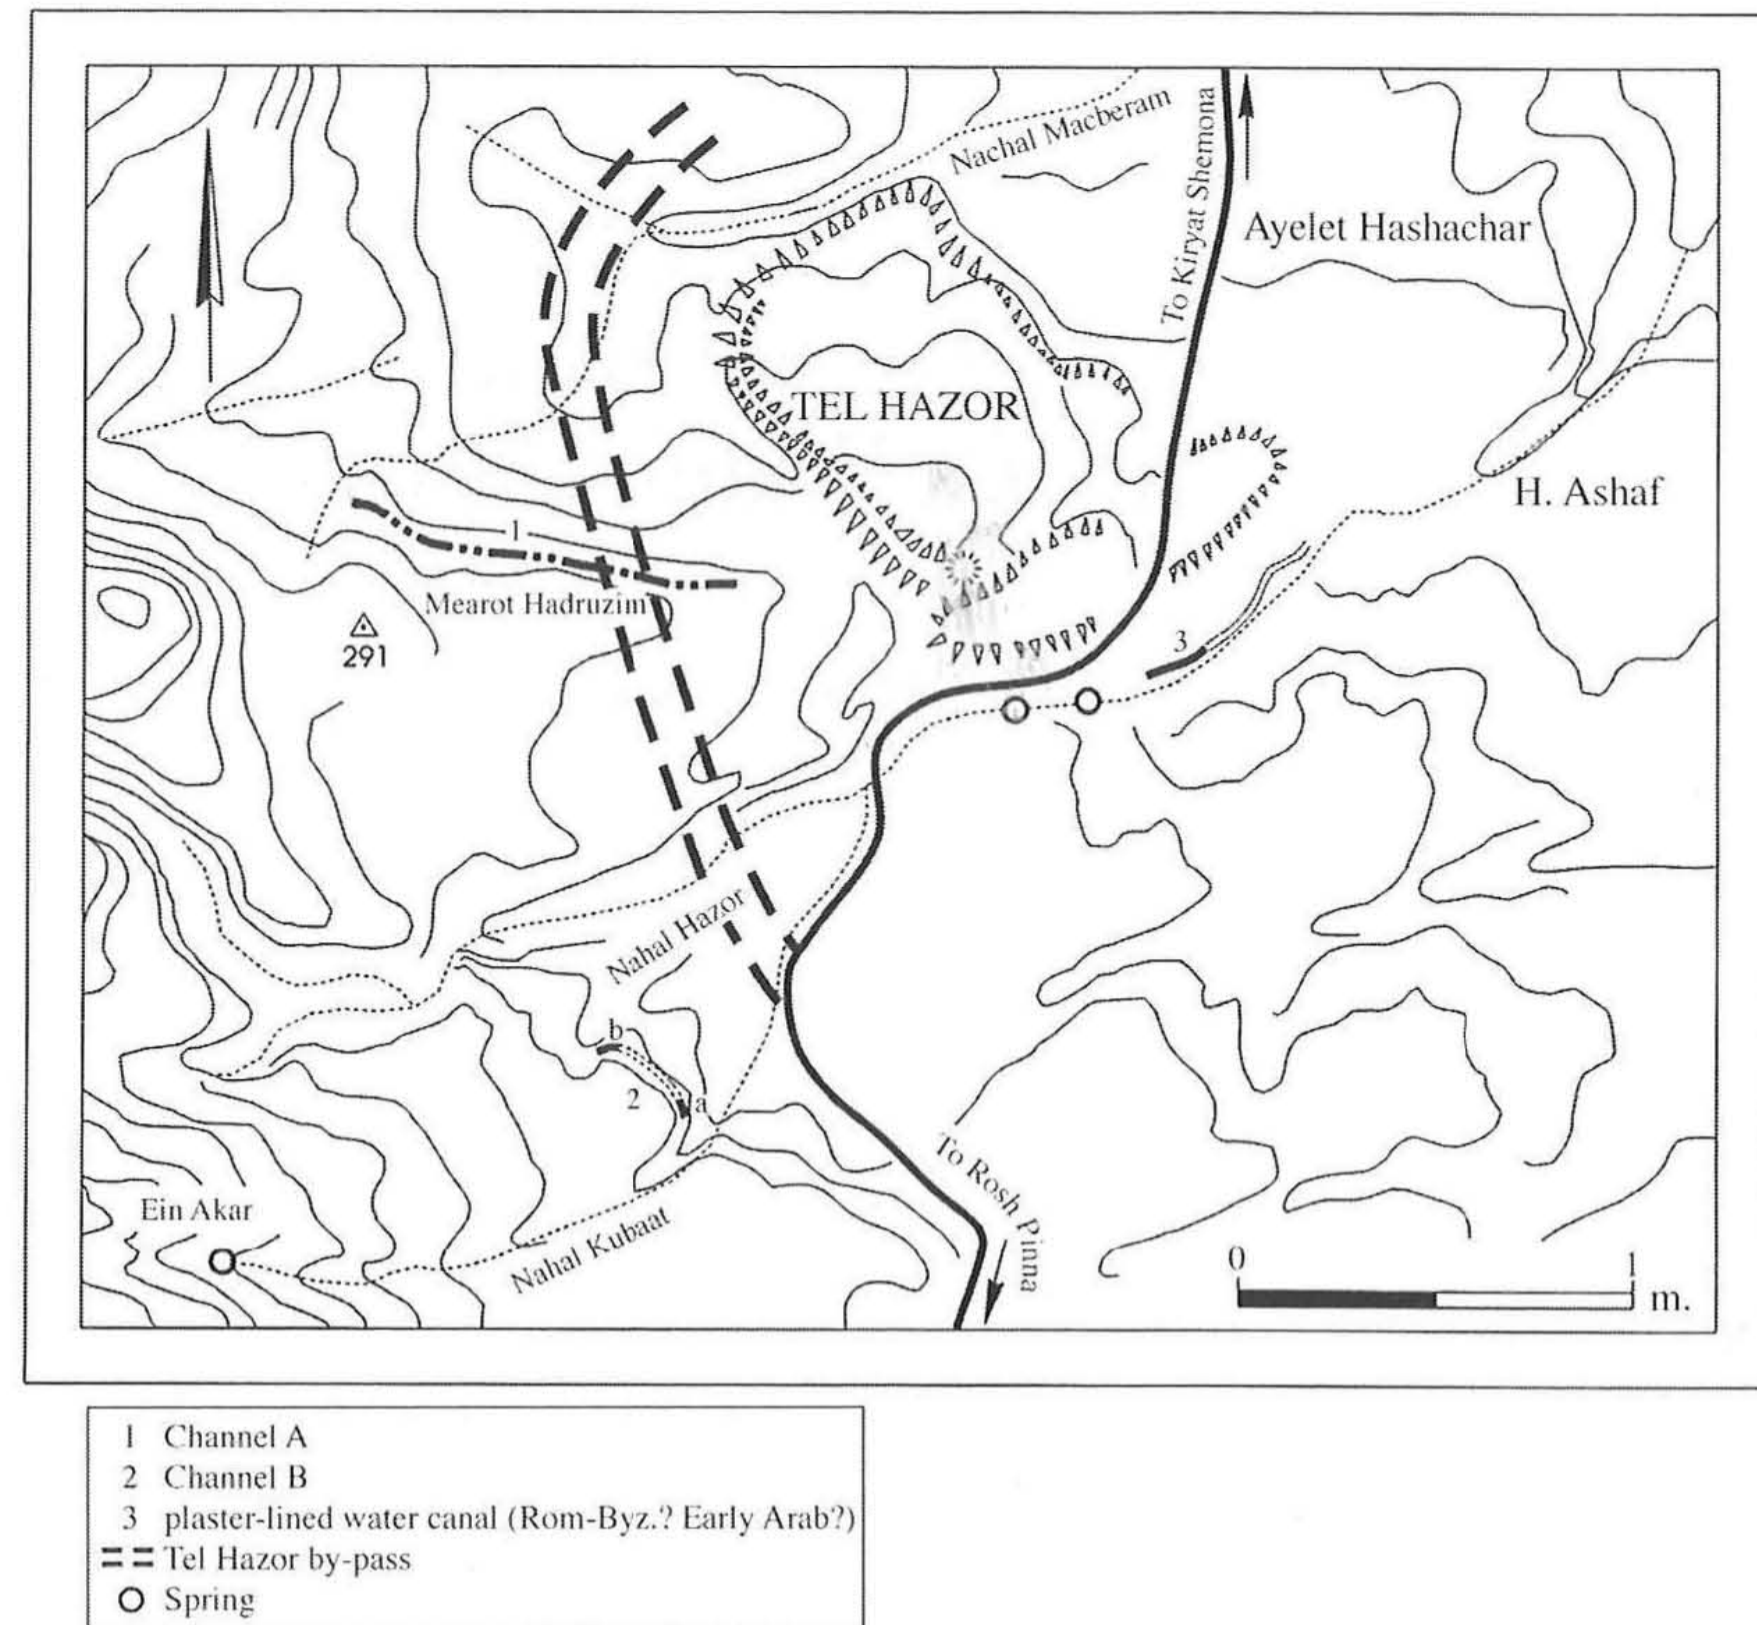 Nachal Macberam
To Kiryat Shemona
Ayelet Hashachar
TEL HAZOR
H. Ashaf
1
Mearot Hadruzim
291
3
Nahal Hazor
b
2
a
To Rosh Pinna
Ein Akar
Nahal Kubaat
0 1
m.
1 Channel A
2 Channel B
3 plaster-lined water canal (Rom-Byz.? Early Arab?)
Tel Hazor by-pass
Spring